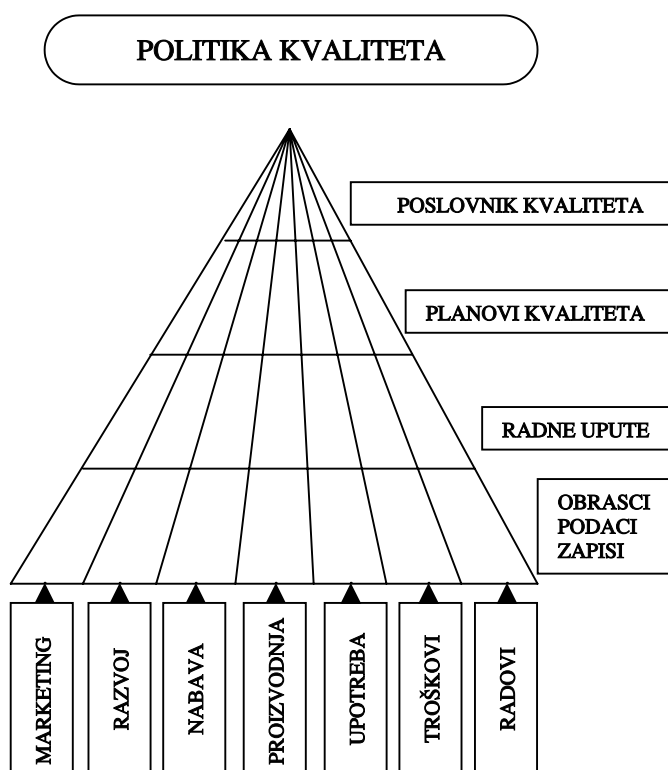 POLITIKA KVALITETA
POSLOVNIK KVALITETA
PLANOVI KVALITETA
RADNE UPUTE
OBRASCI
PODACI
ZAPISI
MARKETING
RAZVOJ
NABAVA
PROIZVODNJA
UPOTREBA
TROŠKOVI
RADOVI